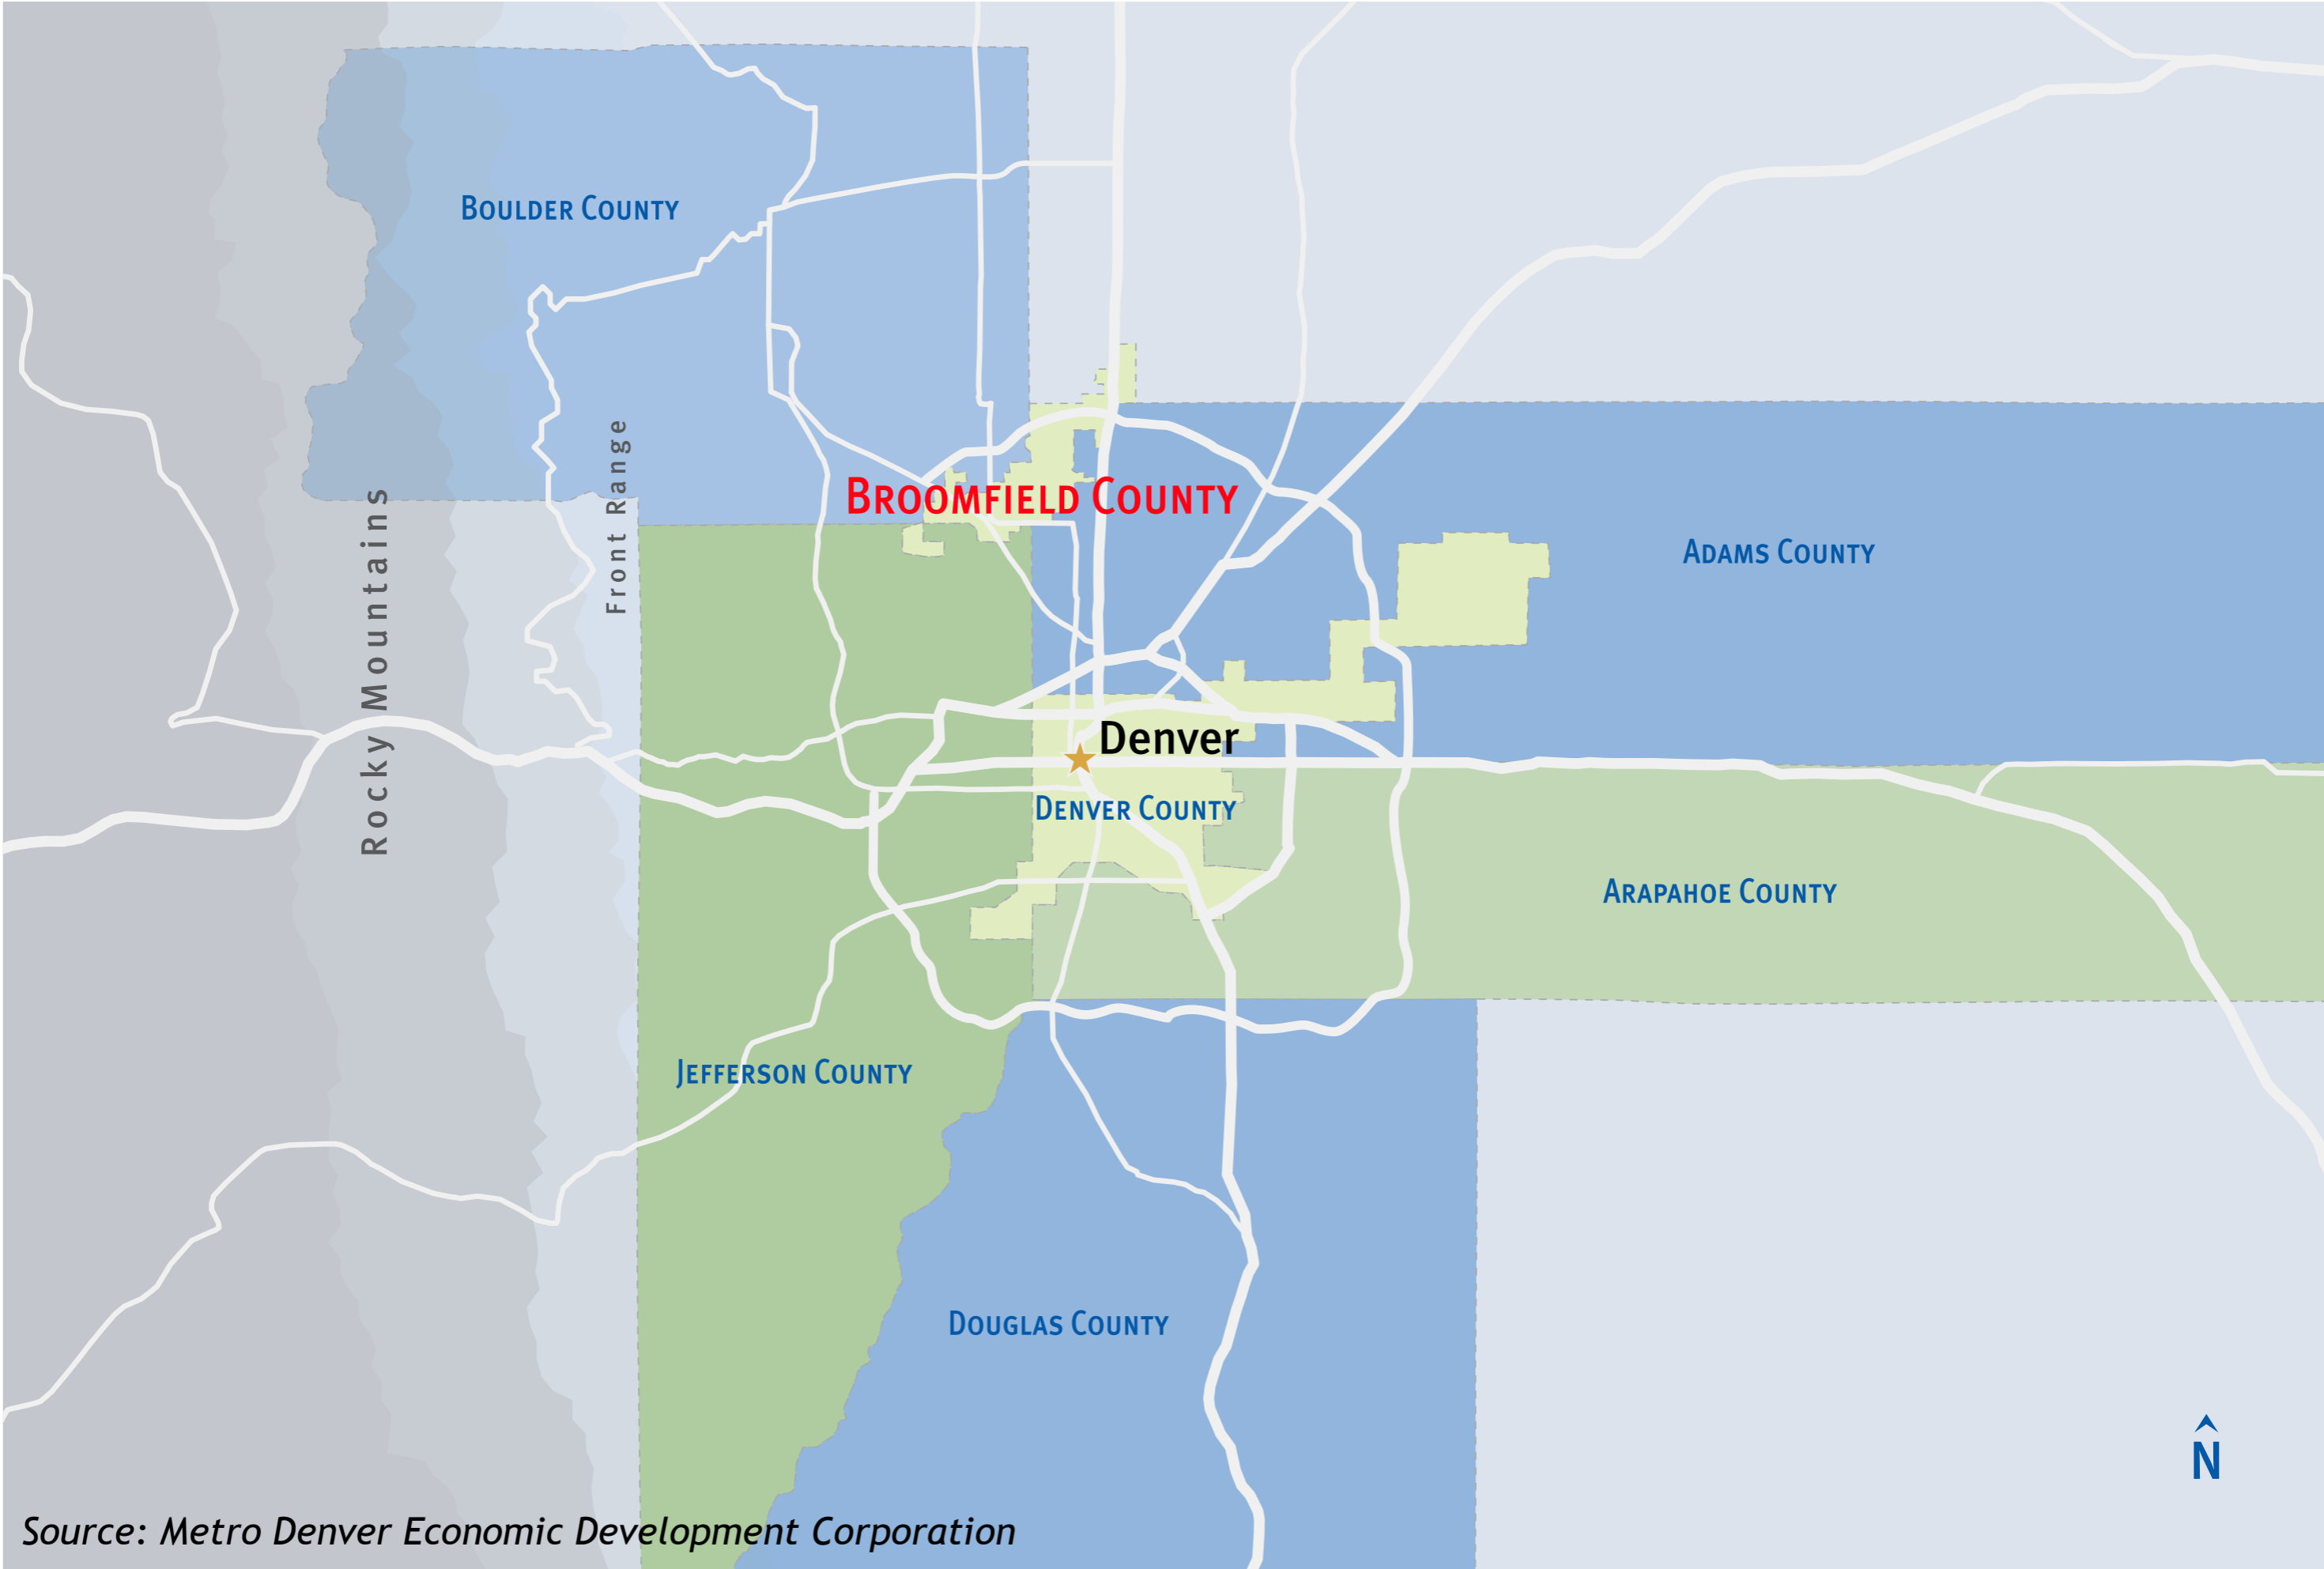 Boulder County
Front Range
Rocky Mountains
Broomfield County
Adams County
Denver
Denver County
Arapahoe County
Jefferson County
Douglas County
N
Source: Metro Denver Economic Development Corporation